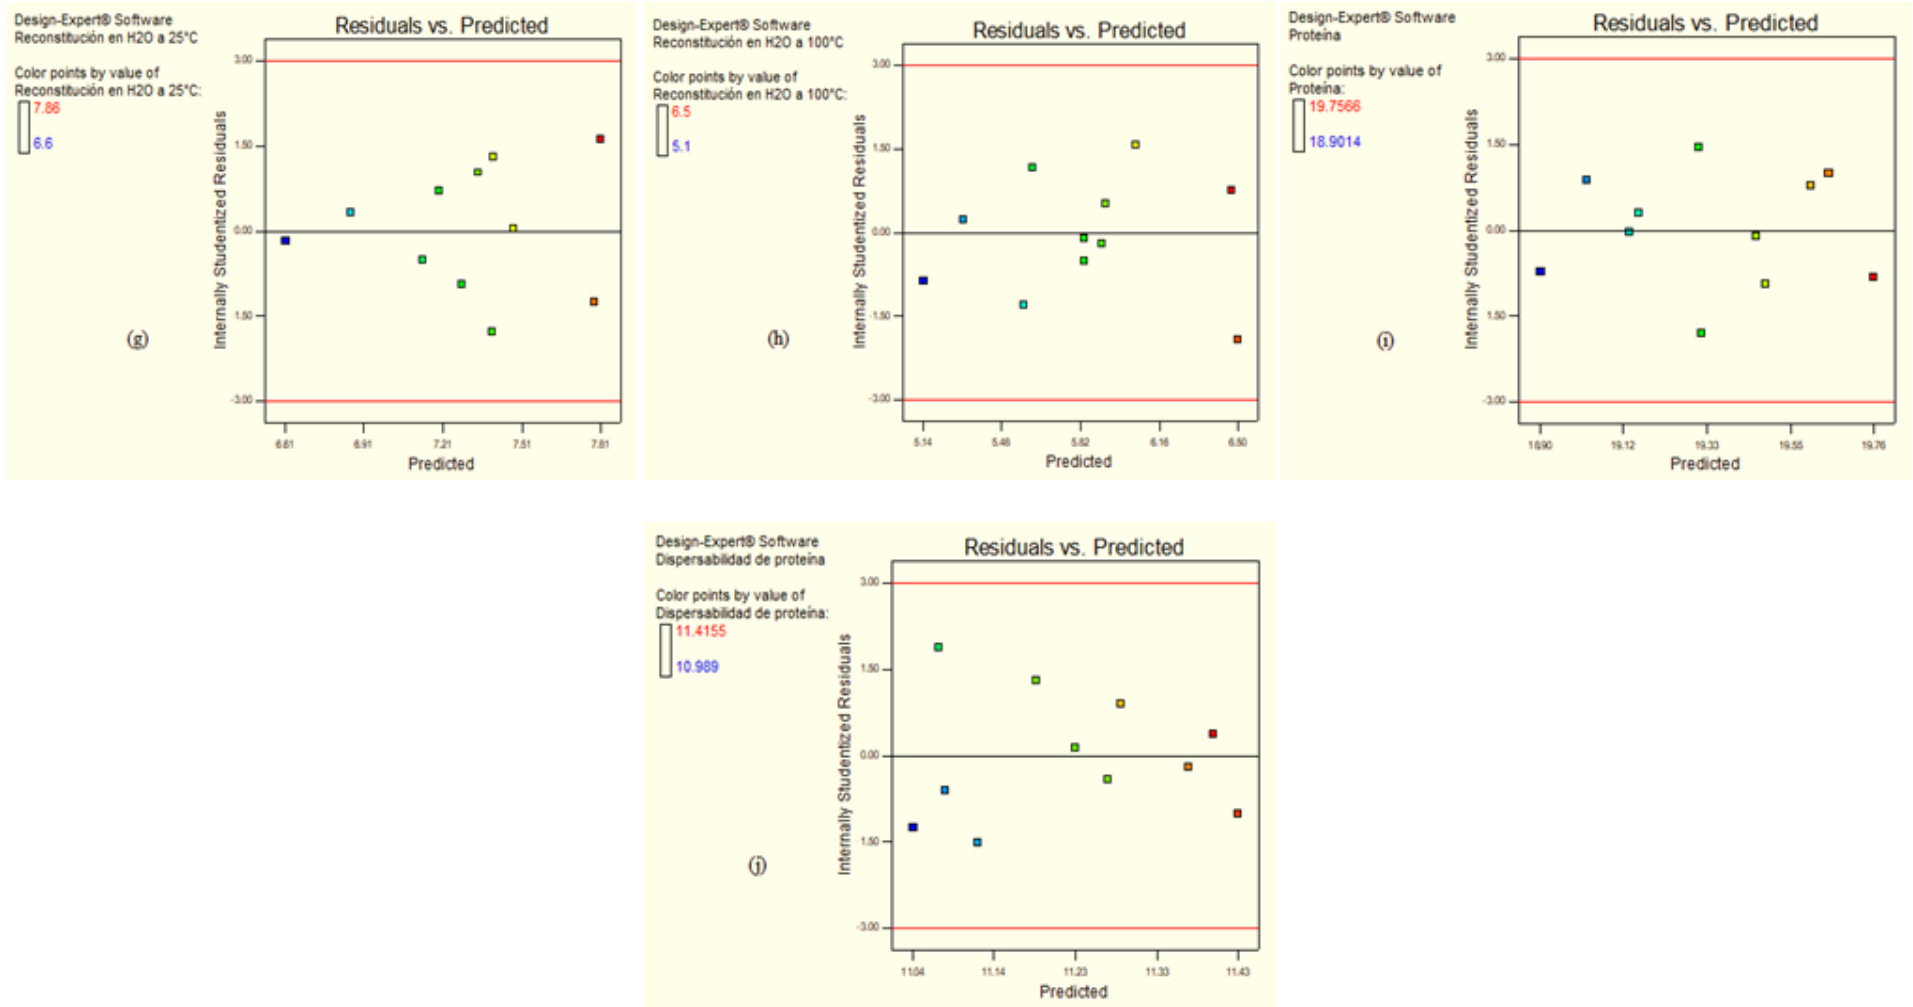 Design-Expert® Software
Reconstitución en H2O a 25°C
Color points by value of
Reconstitución en H2O a 25°C:
7.86
6.6
(g)
Residuals vs. Predicted
Internally Studentized Residuals
3.00
1.50
0.00
-1.50
-3.00
6.61
6.91
7.21
7.51
7.81
Predicted
Design-Expert® Software
Reconstitución en H2O a 100°C
Color points by value of
Reconstitución en H2O a 100°C:
6.5
5.1
(h)
Residuals vs. Predicted
Internally Studentized Residuals
3.00
1.50
0.00
-1.50
-3.00
5.14
5.48
5.82
6.16
6.50
Predicted
Design-Expert® Software
Proteína
Color points by value of
Proteína:
19.7566
18.9014
(i)
Residuals vs. Predicted
Internally Studentized Residuals
3.00
1.50
0.00
-1.50
-3.00
18.90
19.12
19.33
19.55
19.76
Predicted
Design-Expert® Software
Dispersabilidad de proteína
Color points by value of
Dispersabilidad de proteína:
11.4155
10.989
(j)
Residuals vs. Predicted
Internally Studentized Residuals
3.00
1.50
0.00
-1.50
-3.00
11.04
11.14
11.23
11.33
11.43
Predicted